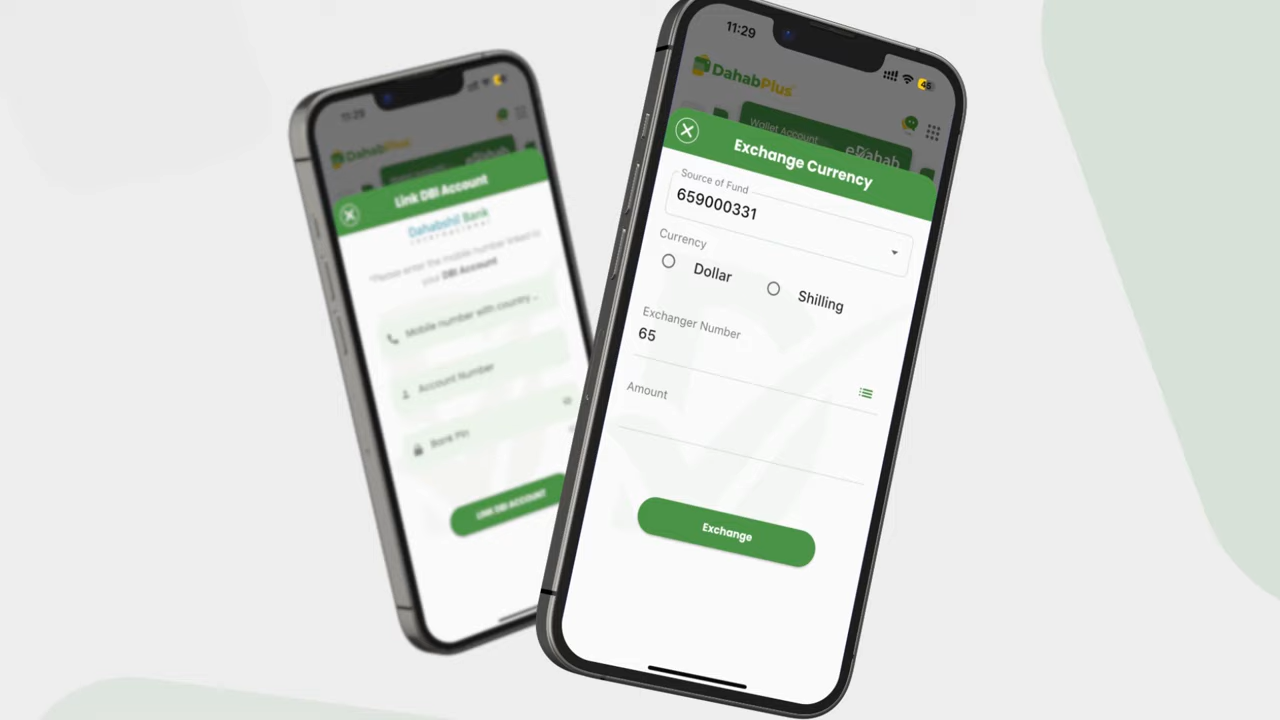 11:29
DahabPlus
Link DBI Account
Dahabshil Bank
International
*Please enter the mobile number linked to
your DBI Account
Mobile number with country ...
Account Number
Bank Pin
LINK DBI ACCOUNT
11:29
45
DahabPlus
Wallet Account
eDahab
Exchange Currency
Source of Fund
659000331
Currency
Dollar
Shilling
Exchanger Number
65
Amount
Exchange